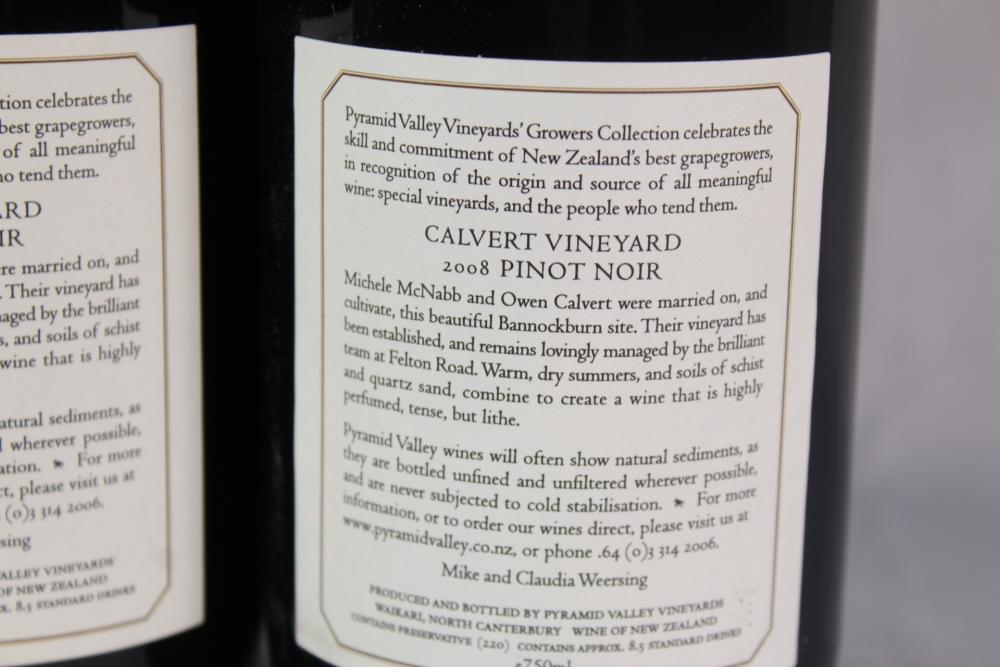 tion celebrates the
best grapegrowers,
of all meaningful
o tend them.
ARD
IR
re married on, and
. Their vineyard has
aged by the brilliant
s, and soils of schist
wine that is highly
atural sediments, as
l wherever possible,
ation. For more
ct, please visit us at
(0)3 314 2006.
sing
ALLEY VINEYARDS
OF NEW ZEALAND
X. 8.5 STANDARD DRINKS
Pyramid Valley Vineyards' Growers Collection celebrates the
skill and commitment of New Zealand's best grapegrowers,
in recognition of the origin and source of all meaningful
wine: special vineyards, and the people who tend them.
CALVERT VINEYARD
2008 PINOT NOIR
Michele McNabb and Owen Calvert were married on, and
cultivate, this beautiful Bannockburn site. Their vineyard has
been established, and remains lovingly managed by the brilliant
team at Felton Road. Warm, dry summers, and soils of schist
and quartz sand, combine to create a wine that is highly
perfumed, tense, but lithe.
Pyramid Valley wines will often show natural sediments, as
they are bottled unfined and unfiltered wherever possible,
and are never subjected to cold stabilisation. For more
information, or to order our wines direct, please visit us at
www.pyramidvalley.co.nz, or phone .64 (0)3 314 2006.
Mike and Claudia Weersing
PRODUCED AND BOTTLED BY PYRAMID VALLEY VINEYARDS
WAIKARI, NORTH CANTERBURY WINE OF NEW ZEALAND
CONTAINS PRESERVATIVE (220) CONTAINS APPROX. 8.5 STANDARD DRINKS
e750ml